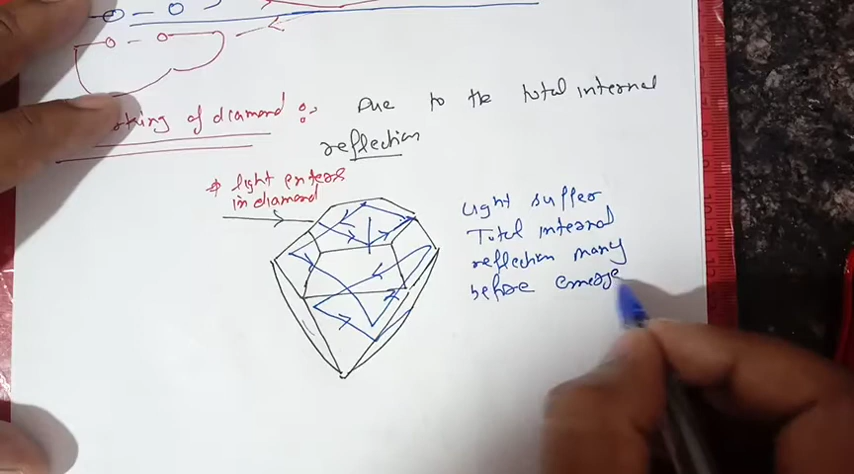 king of diamond :- Due to the total internal
reflection
* light enters
in diamond
Light suffer
Total internal
reflection many
before emerge